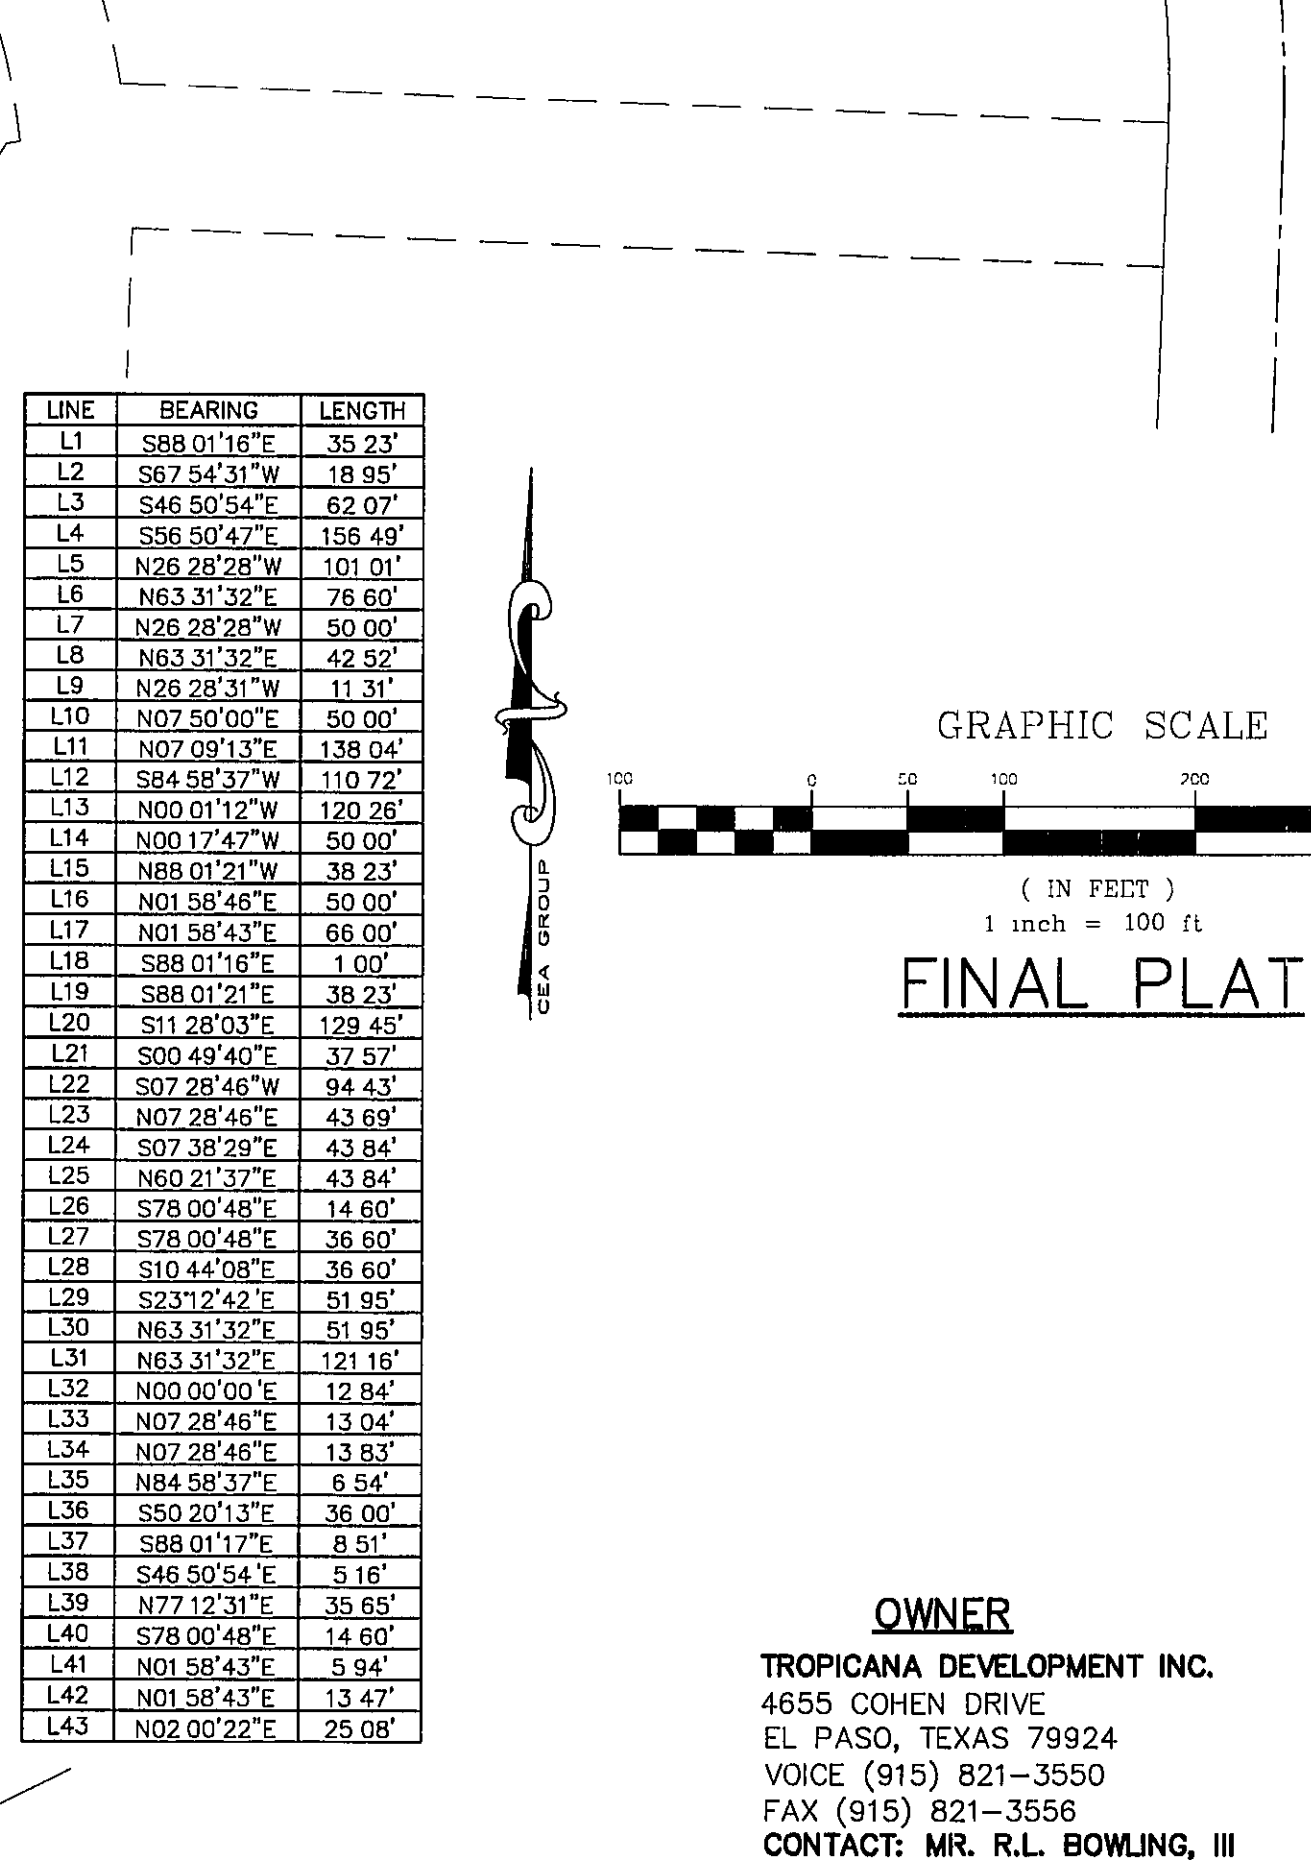 LINE BEARING LENGTH
L1 S88 01'16"E 35 23'
L2 S67 54'31"W 18 95'
L3 S46 50'54"E 62 07'
L4 S56 50'47"E 156 49'
L5 N26 28'28"W 101 01'
L6 N63 31'32"E 76 60'
L7 N26 28'28"W 50 00'
L8 N63 31'32"E 42 52'
L9 N26 28'31"W 11 31'
L10 N07 50'00"E 50 00'
L11 N07 09'13"E 138 04'
L12 S84 58'37"W 110 72'
L13 N00 01'12"W 120 26'
L14 N00 17'47"W 50 00'
L15 N88 01'21"W 38 23'
L16 N01 58'46"E 50 00'
L17 N01 58'43"E 66 00'
L18 S88 01'16"E 1 00'
L19 S88 01'21"E 38 23'
L20 S11 28'03"E 129 45'
L21 S00 49'40"E 37 57'
L22 S07 28'46"W 94 43'
L23 N07 28'46"E 43 69'
L24 S07 38'29"E 43 84'
L25 N60 21'37"E 43 84'
L26 S78 00'48"E 14 60'
L27 S78 00'48"E 36 60'
L28 S10 44'08"E 36 60'
L29 S23°12'42'E 51 95'
L30 N63 31'32"E 51 95'
L31 N63 31'32"E 121 16'
L32 N00 00'00'E 12 84'
L33 N07 28'46"E 13 04'
L34 N07 28'46"E 13 83'
L35 N84 58'37"E 6 54'
L36 S50 20'13"E 36 00'
L37 S88 01'17"E 8 51'
L38 S46 50'54'E 5 16'
L39 N77 12'31"E 35 65'
L40 S78 00'48"E 14 60'
L41 N01 58'43"E 5 94'
L42 N01 58'43"E 13 47'
L43 N02 00'22"E 25 08'
CEA GROUP
GRAPHIC SCALE
100 0 50 100 200
( IN FEET )
1 inch = 100 ft
FINAL PLAT
OWNER
TROPICANA DEVELOPMENT INC.
4655 COHEN DRIVE
EL PASO, TEXAS 79924
VOICE (915) 821-3550
FAX (915) 821-3556
CONTACT: MR. R.L. BOWLING, III